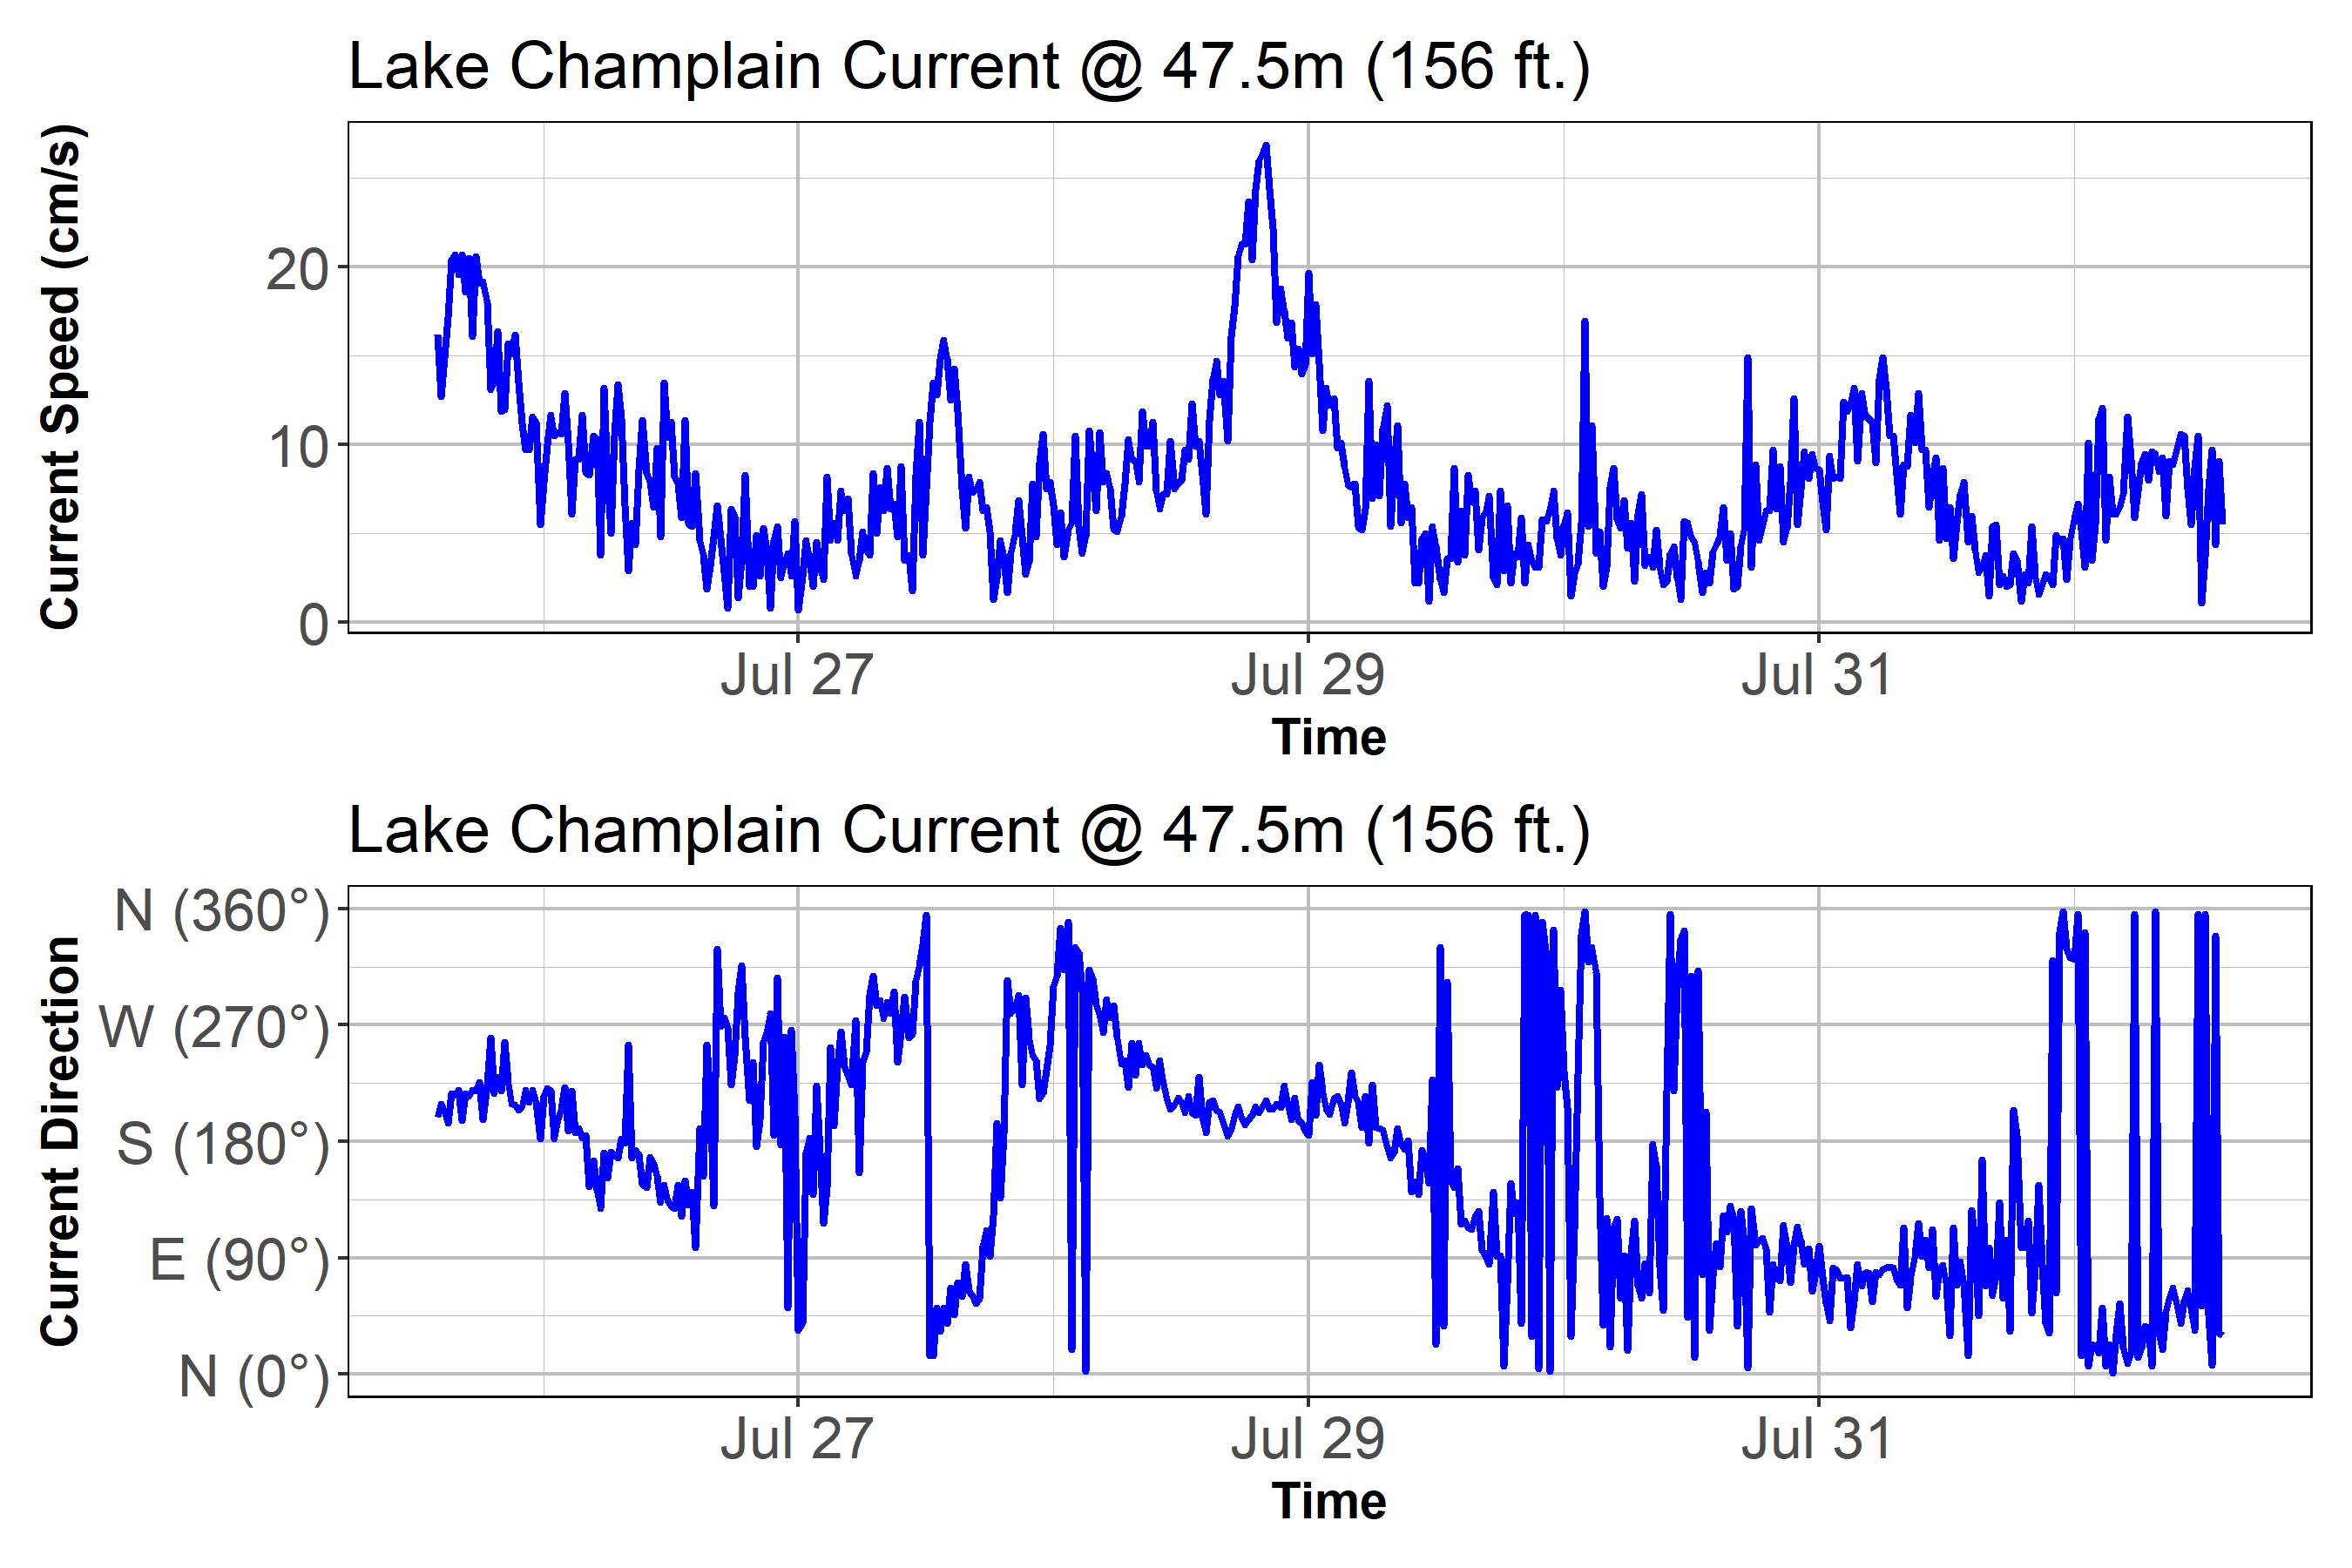 Lake Champlain Current @ 47.5m (156 ft.)
Current Speed (cm/s)
20
10
0
Jul 27
Jul 29
Jul 31
Time
Lake Champlain Current @ 47.5m (156 ft.)
Current Direction
N (360°)
W (270°)
S (180°)
E (90°)
N (0°)
Jul 27
Jul 29
Jul 31
Time